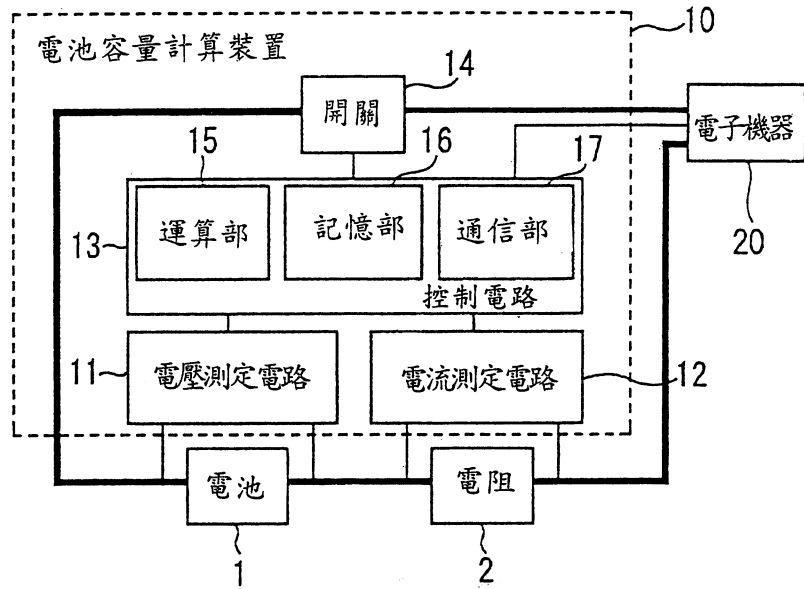 10
電池容量計算裝置
14
開關
電子機器
20
15
16
17
運算部
記憶部
通信部
13
控制電路
11
電壓測定電路
電流測定電路
12
電池
電阻
1
2